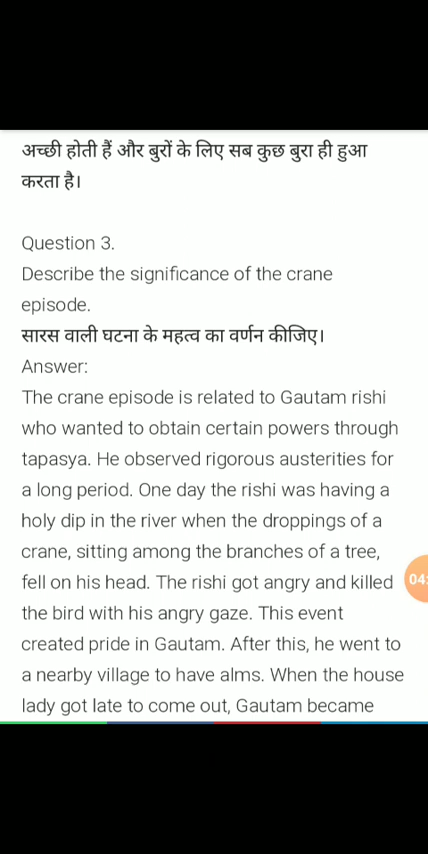 अच्छी होती हैं और बुरों के लिए सब कुछ बुरा ही हुआ
करता है।
Question 3.
Describe the significance of the crane
episode.
सारस वाली घटना के महत्व का वर्णन कीजिए।
Answer:
The crane episode is related to Gautam rishi
who wanted to obtain certain powers through
tapasya. He observed rigorous austerities for
a long period. One day the rishi was having a
holy dip in the river when the droppings of a
crane, sitting among the branches of a tree,
fell on his head. The rishi got angry and killed
04:
the bird with his angry gaze. This event
created pride in Gautam. After this, he went to
a nearby village to have alms. When the house
lady got late to come out, Gautam became